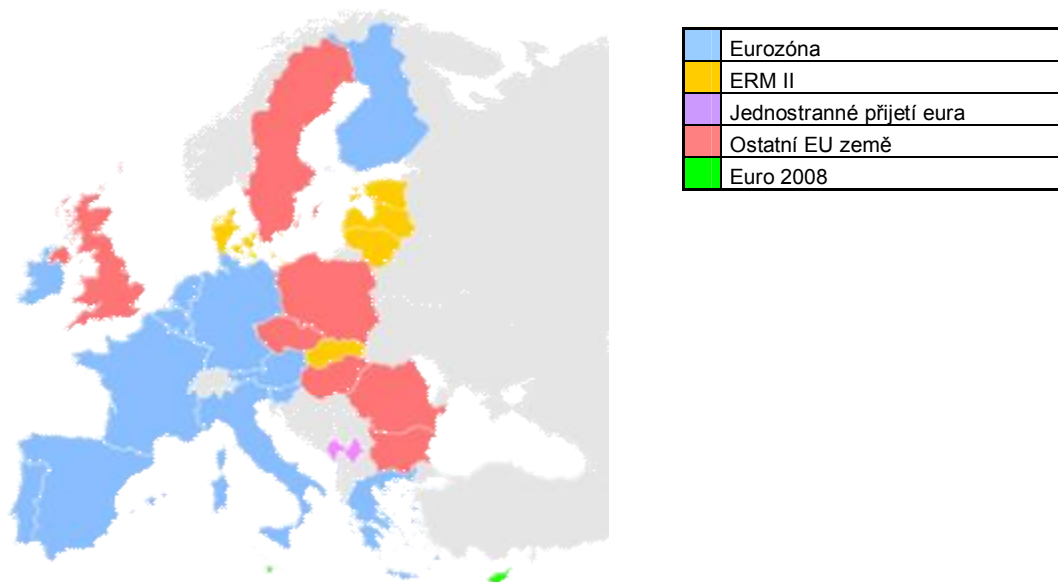 Eurozóna
ERM II
Jednostranné přijetí eura
Ostatní EU země
Euro 2008